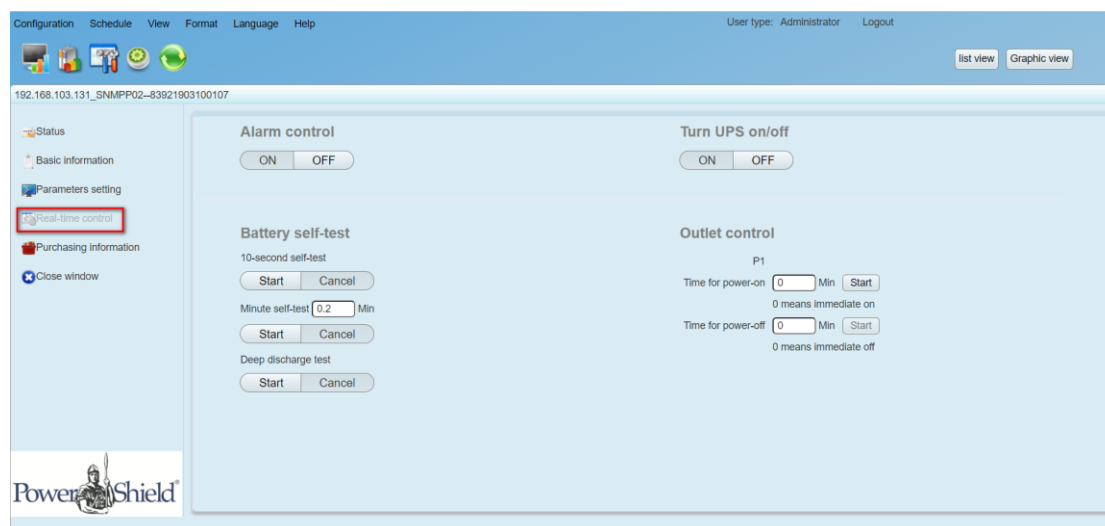 Configuration Schedule View Format Language Help User type: Administrator Logout
list view Graphic view
192.168.103.131_SNMPP02--83921903100107
Status
Basic information
Parameters setting
Real-time control
Purchasing information
Close window
Alarm control
ON OFF
Turn UPS on/off
ON OFF
Battery self-test
10-second self-test
Start Cancel
Minute self-test 0.2 Min
Start Cancel
Deep discharge test
Start Cancel
Outlet control
P1
Time for power-on 0 Min Start
0 means immediate on
Time for power-off 0 Min Start
0 means immediate off
PowerShield®